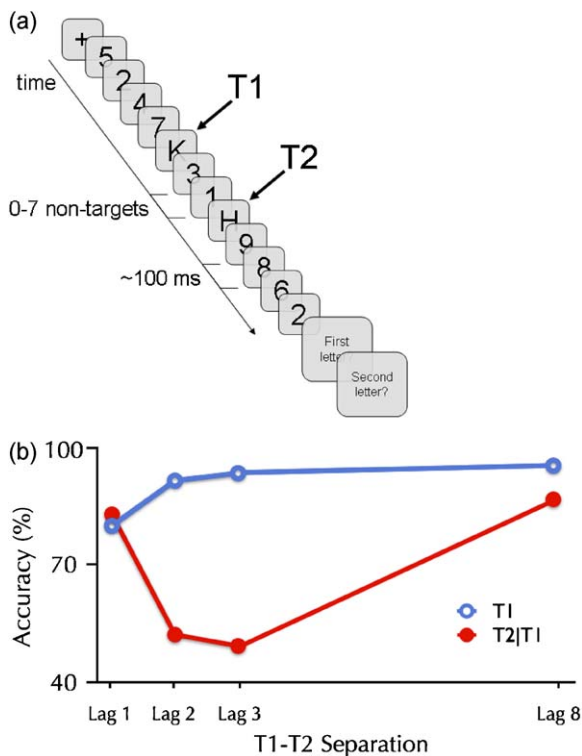 (a)
+
5
time
2
4
T1
7
K
T2
3
1
0-7 non-targets
H
9
8
~100 ms
6
2
First
letter?
Second
letter?
(b)
100
Accuracy (%)
70
T1
T2|T1
40
Lag 1 Lag 2 Lag 3 Lag 8
T1-T2 Separation